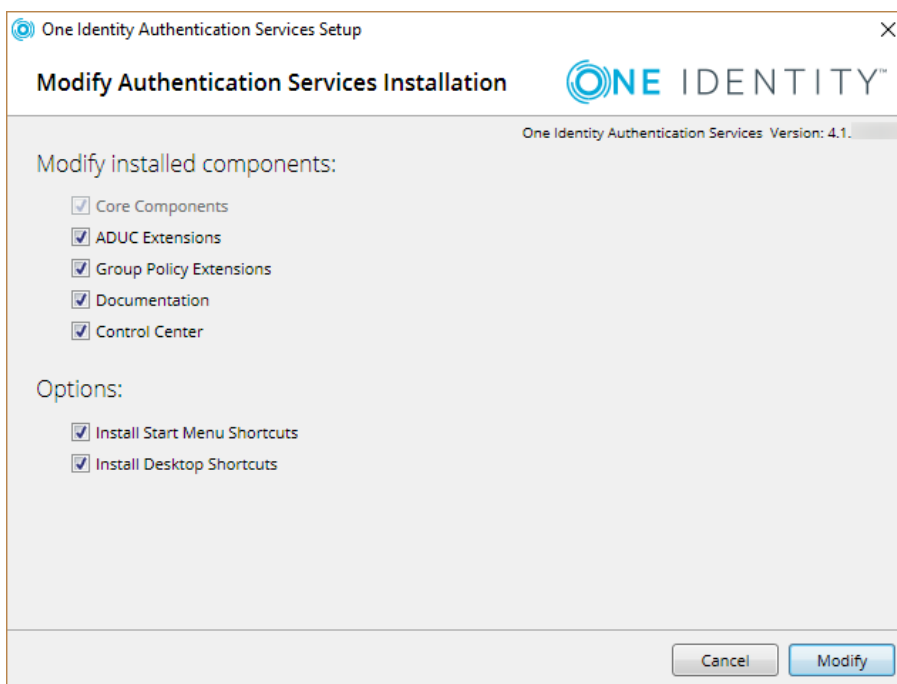 One Identity Authentication Services Setup
Modify Authentication Services Installation
ONE IDENTITY™
One Identity Authentication Services Version: 4.1.
Modify installed components:
Core Components
ADUC Extensions
Group Policy Extensions
Documentation
Control Center
Options:
Install Start Menu Shortcuts
Install Desktop Shortcuts
Cancel
Modify